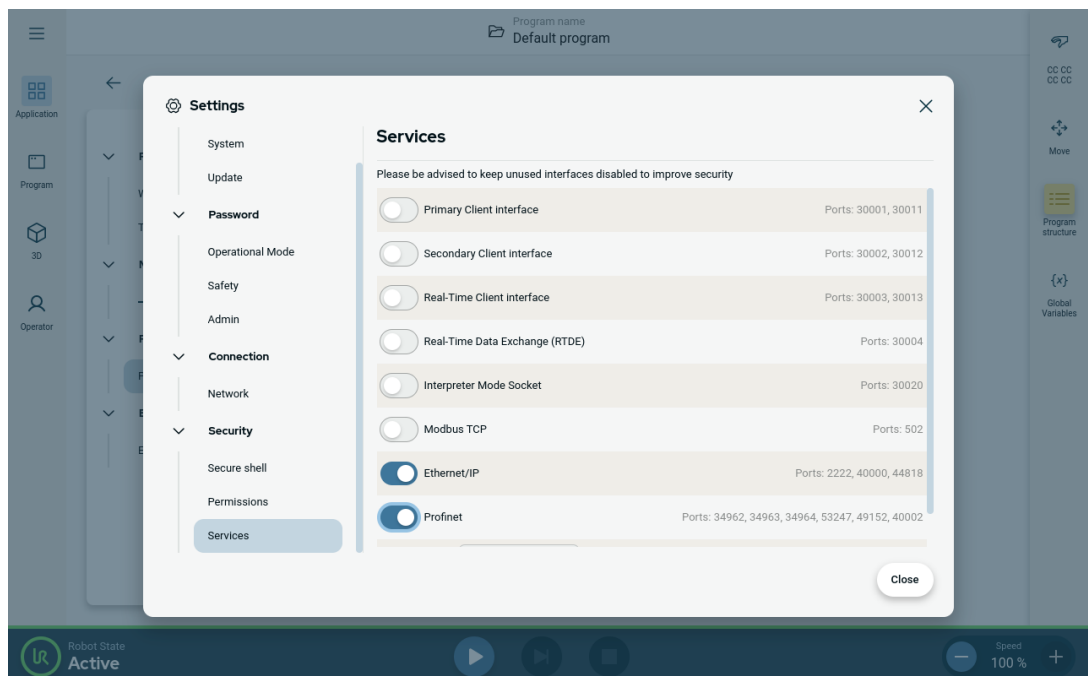 Program name
Default program
Application
Program
3D
Operator
Settings
System
Update
Password
Operational Mode
Safety
Admin
Connection
Network
Security
Secure shell
Permissions
Services
Services
Please be advised to keep unused interfaces disabled to improve security
Primary Client interface Ports: 30001, 30011
Secondary Client interface Ports: 30002, 30012
Real-Time Client interface Ports: 30003, 30013
Real-Time Data Exchange (RTDE) Ports: 30004
Interpreter Mode Socket Ports: 30020
Modbus TCP Ports: 502
Ethernet/IP Ports: 2222, 40000, 44818
Profinet Ports: 34962, 34963, 34964, 53247, 49152, 40002
Close
CC CC
CC CC
Move
Program
structure
{x}
Global
Variables
UR
Robot State
Active
Speed
100 %